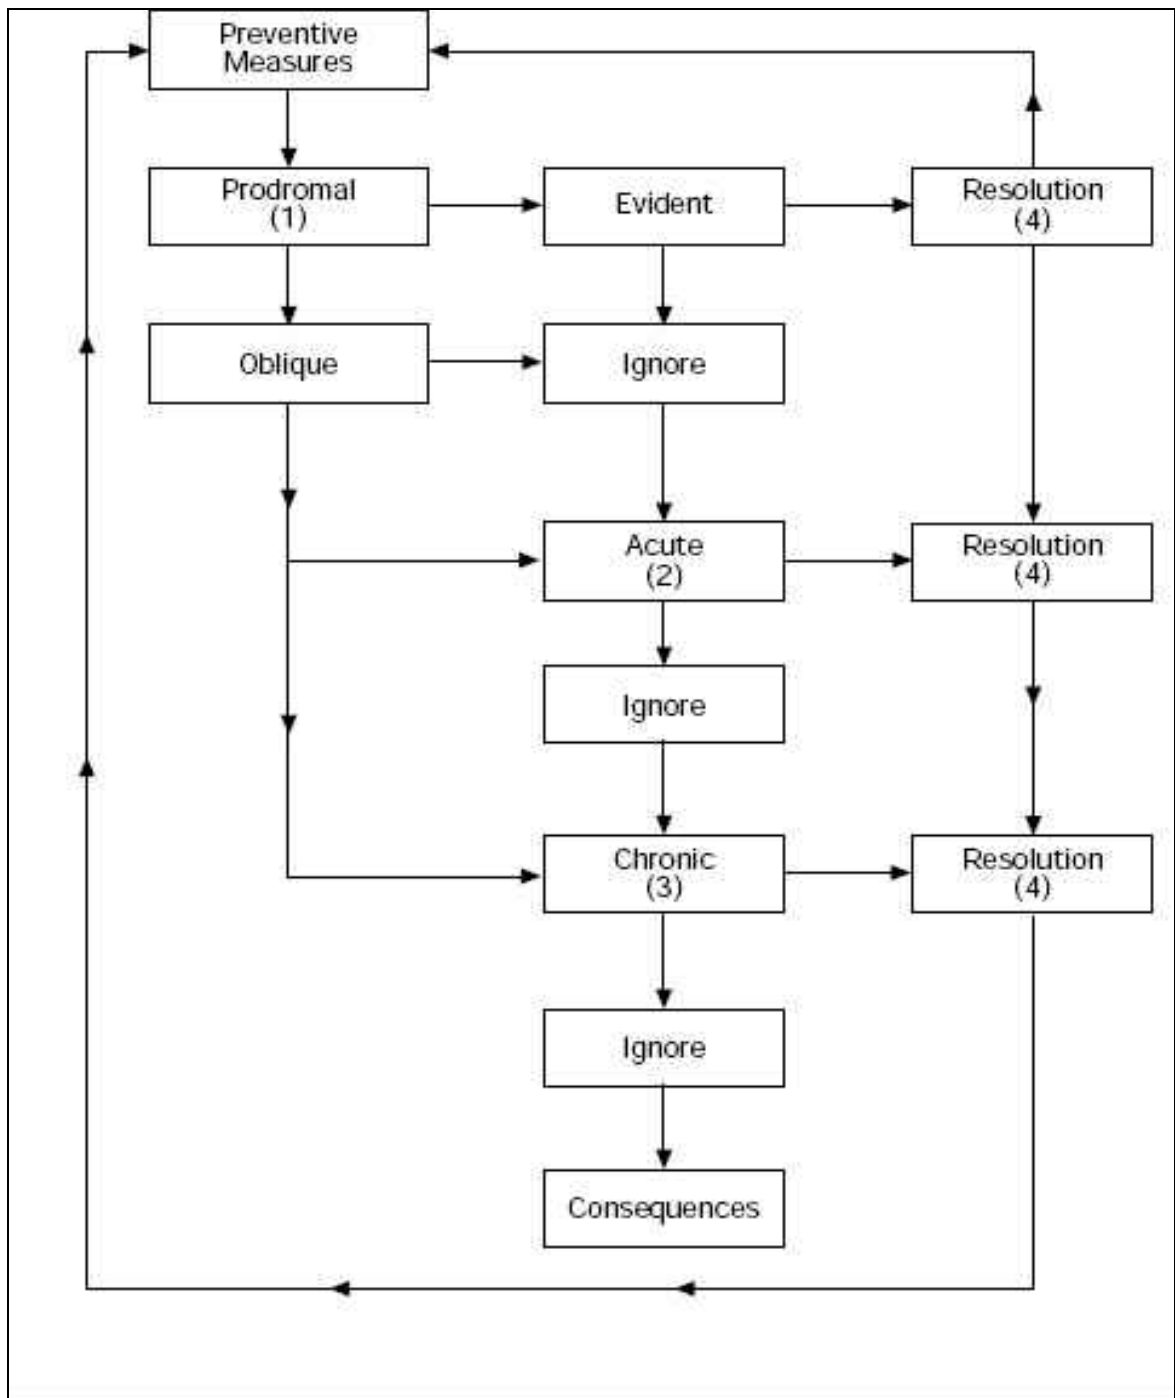 Preventive
Measures
Prodromal
(1)
Evident
Resolution
(4)
Oblique
Ignore
Acute
(2)
Resolution
(4)
Ignore
Chronic
(3)
Resolution
(4)
Ignore
Consequences